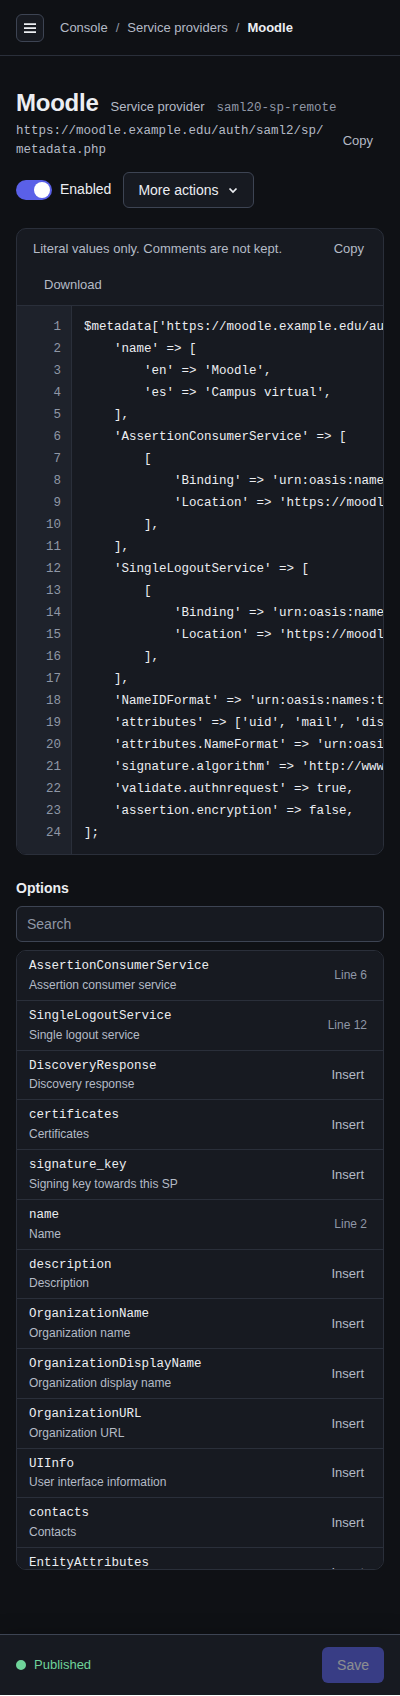 Console / Service providers / Moodle
Moodle Service provider saml20-sp-remote
https://moodle.example.edu/auth/saml2/sp/
metadata.php
Copy
Enabled
More actions
Literal values only. Comments are not kept.
Copy
Download
1 $metadata['https://moodle.example.edu/au
2 'name' => [
3 'en' => 'Moodle',
4 'es' => 'Campus virtual',
5 ],
6 'AssertionConsumerService' => [
7 [
8 'Binding' => 'urn:oasis:name
9 'Location' => 'https://moodl
10 ],
11 ],
12 'SingleLogoutService' => [
13 [
14 'Binding' => 'urn:oasis:name
15 'Location' => 'https://moodl
16 ],
17 ],
18 'NameIDFormat' => 'urn:oasis:names:t
19 'attributes' => ['uid', 'mail', 'dis
20 'attributes.NameFormat' => 'urn:oasi
21 'signature.algorithm' => 'http://www
22 'validate.authnrequest' => true,
23 'assertion.encryption' => false,
24 ];
Options
Search
AssertionConsumerService
Assertion consumer service
Line 6
SingleLogoutService
Single logout service
Line 12
DiscoveryResponse
Discovery response
Insert
certificates
Certificates
Insert
signature_key
Signing key towards this SP
Insert
name
Name
Line 2
description
Description
Insert
OrganizationName
Organization name
Insert
OrganizationDisplayName
Organization display name
Insert
OrganizationURL
Organization URL
Insert
UIInfo
User interface information
Insert
contacts
Contacts
Insert
EntityAttributes
Published
Save